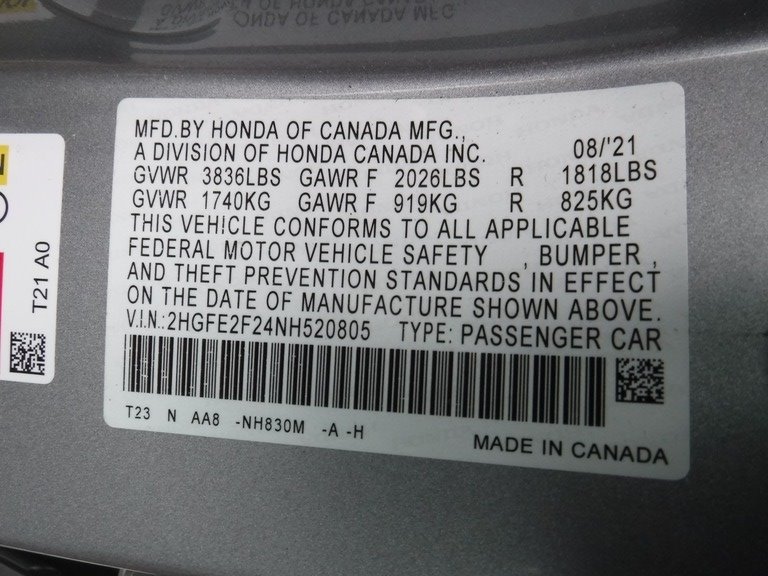 MFD.BY HONDA OF CANADA MFG.,
A DIVISION OF HONDA CANADA INC. 08/'21
GVWR 3836LBS GAWR F 2026LBS R 1818LBS
GVWR 1740KG GAWR F 919KG R 825KG
THIS VEHICLE CONFORMS TO ALL APPLICABLE
FEDERAL MOTOR VEHICLE SAFETY , BUMPER ,
AND THEFT PREVENTION STANDARDS IN EFFECT
ON THE DATE OF MANUFACTURE SHOWN ABOVE.
V.I.N.:2HGFE2F24NH520805 TYPE: PASSENGER CAR
T23 N AA8 -NH830M -A -H
MADE IN CANADA
T21 A0